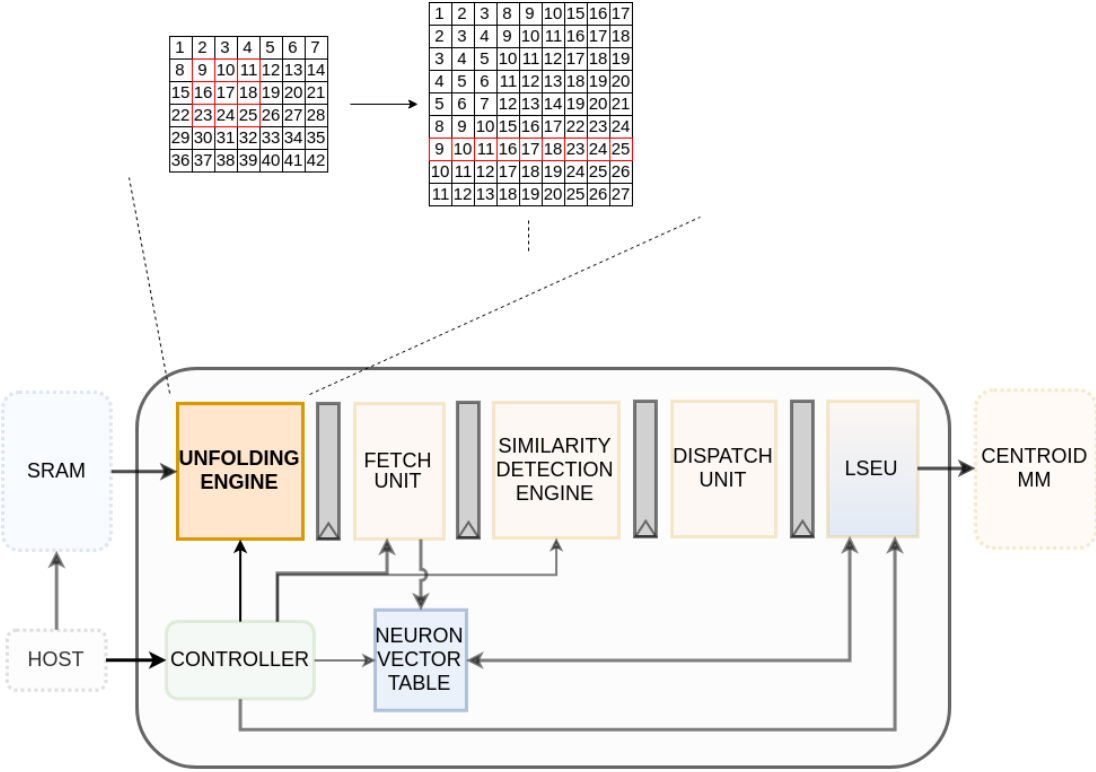 1 2 3 8 9 10 15 16 17
2 3 4 9 10 11 16 17 18
3 4 5 10 11 12 17 18 19
4 5 6 11 12 13 18 19 20
5 6 7 12 13 14 19 20 21
8 9 10 15 16 17 22 23 24
9 10 11 16 17 18 23 24 25
10 11 12 17 18 19 24 25 26
11 12 13 18 19 20 25 26 27
1 2 3 4 5 6 7
8 9 10 11 12 13 14
15 16 17 18 19 20 21
22 23 24 25 26 27 28
29 30 31 32 33 34 35
36 37 38 39 40 41 42
SRAM
UNFOLDING
ENGINE
FETCH
UNIT
SIMILARITY
DETECTION
ENGINE
DISPATCH
UNIT
LSEU
CENTROID
MM
HOST
CONTROLLER
NEURON
VECTOR
TABLE